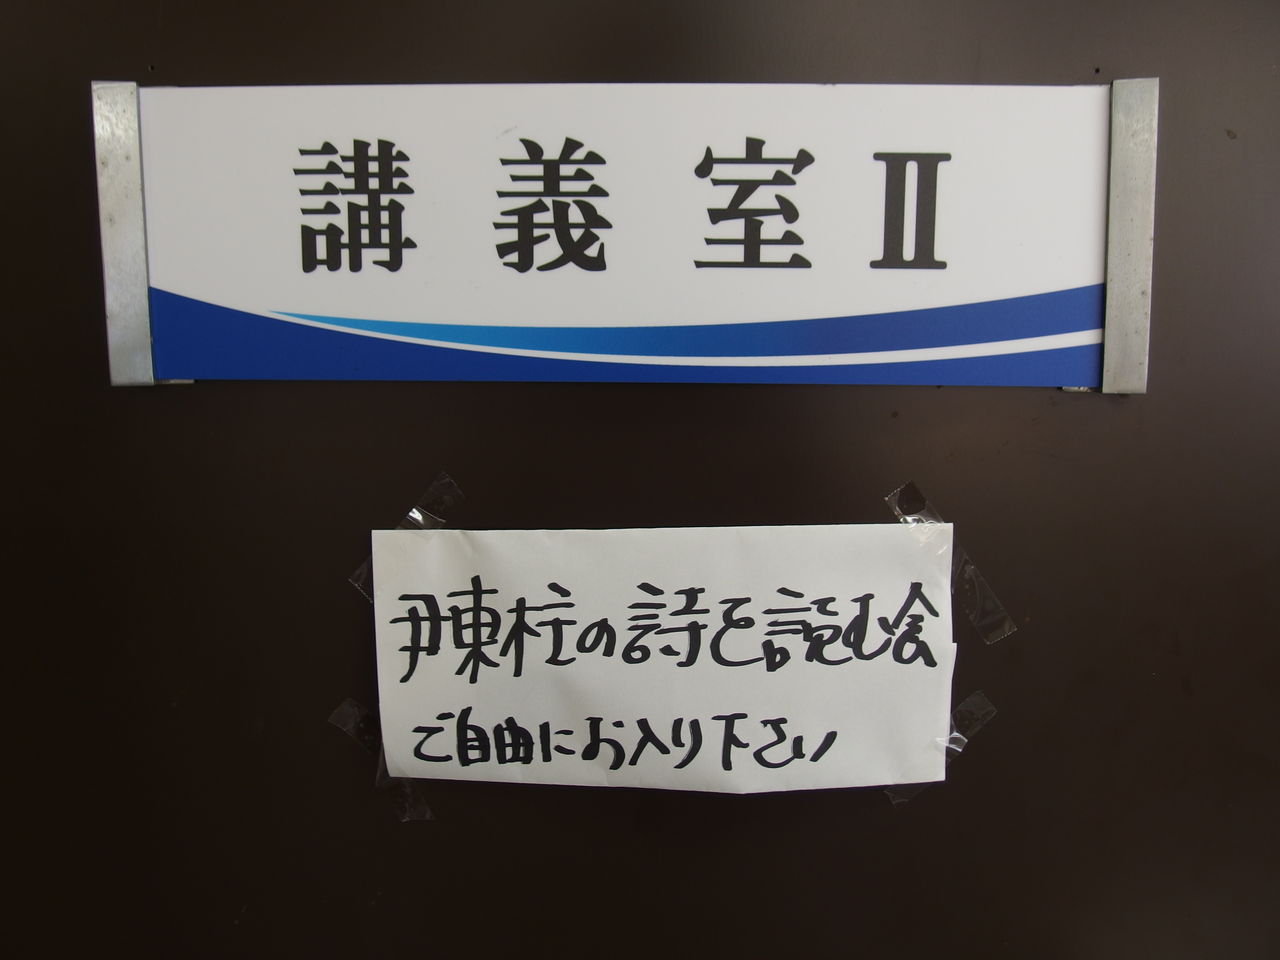 講義室Ⅱ
尹東柱の詩を読む会
ご自由にお入り下さい